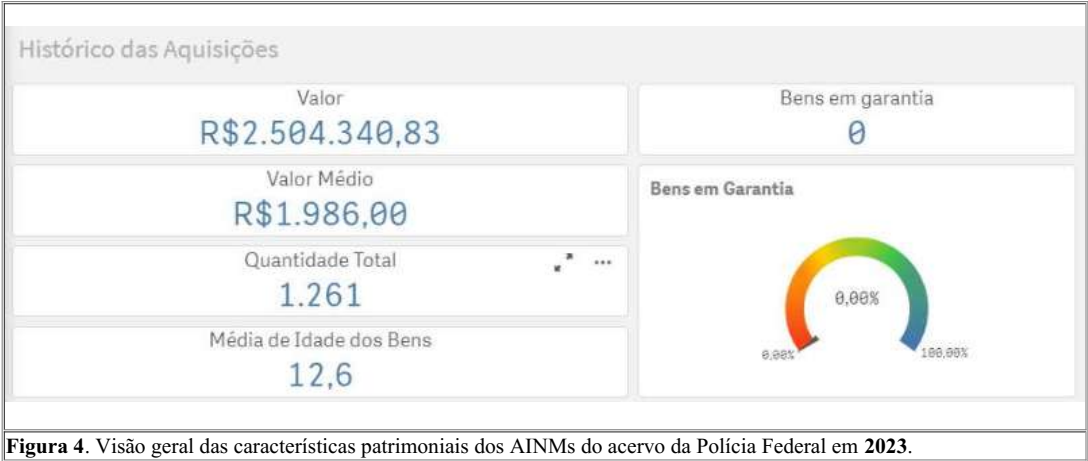 Histórico das Aquisições
Valor
R$2.504.340,83
Valor Médio
R$1.986,00
Quantidade Total
1.261
Média de Idade dos Bens
12,6
Bens em garantia
0
Bens em Garantia
0,00%
0,00%
100,00%
Figura 4. Visão geral das características patrimoniais dos AINMs do acervo da Polícia Federal em 2023.